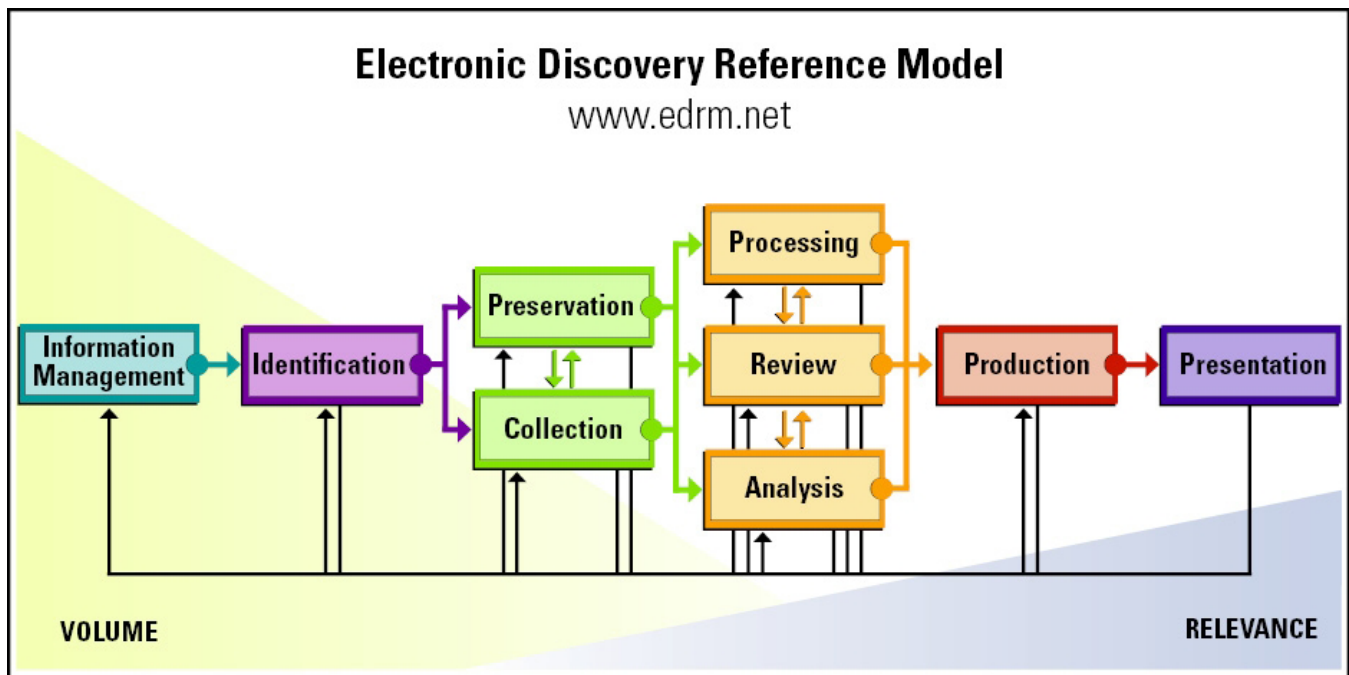 Electronic Discovery Reference Model
www.edrm.net
Information
Management
Identification
Preservation
Collection
Processing
Review
Analysis
Production
Presentation
VOLUME
RELEVANCE